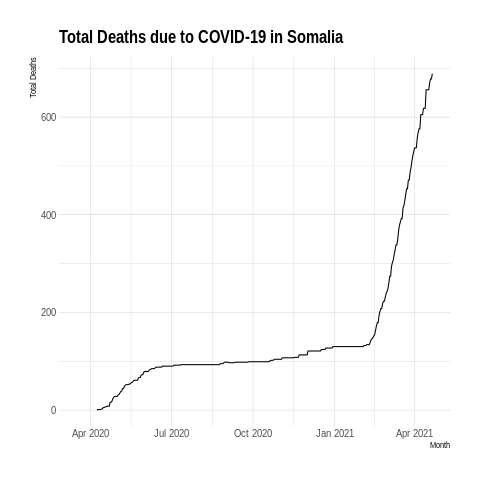 Total Deaths due to COVID-19 in Somalia
Total Deaths
600
400
200
0
Apr 2020 Jul 2020 Oct 2020 Jan 2021 Apr 2021
Month